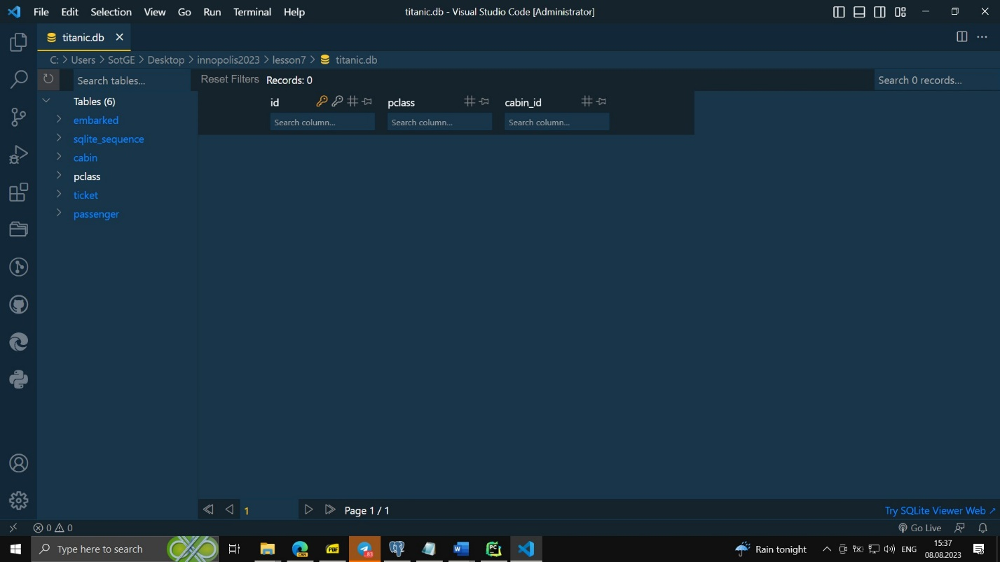 File Edit Selection View Go Run Terminal Help
titanic.db - Visual Studio Code [Administrator]
titanic.db
C: > Users > SotGE > Desktop > innopolis2023 > lesson7 > titanic.db
Search tables...
Reset Filters Records: 0
Search 0 records...
Tables (6)
embarked
sqlite_sequence
cabin
pclass
ticket
passenger
id pclass cabin_id
Search column... Search column... Search column...
1 Page 1 / 1
Try SQLite Viewer Web ↗
0 0
Go Live
Type here to search
CAN
PDF
83
W
PC
Rain tonight
ENG
15:37
08.08.2023